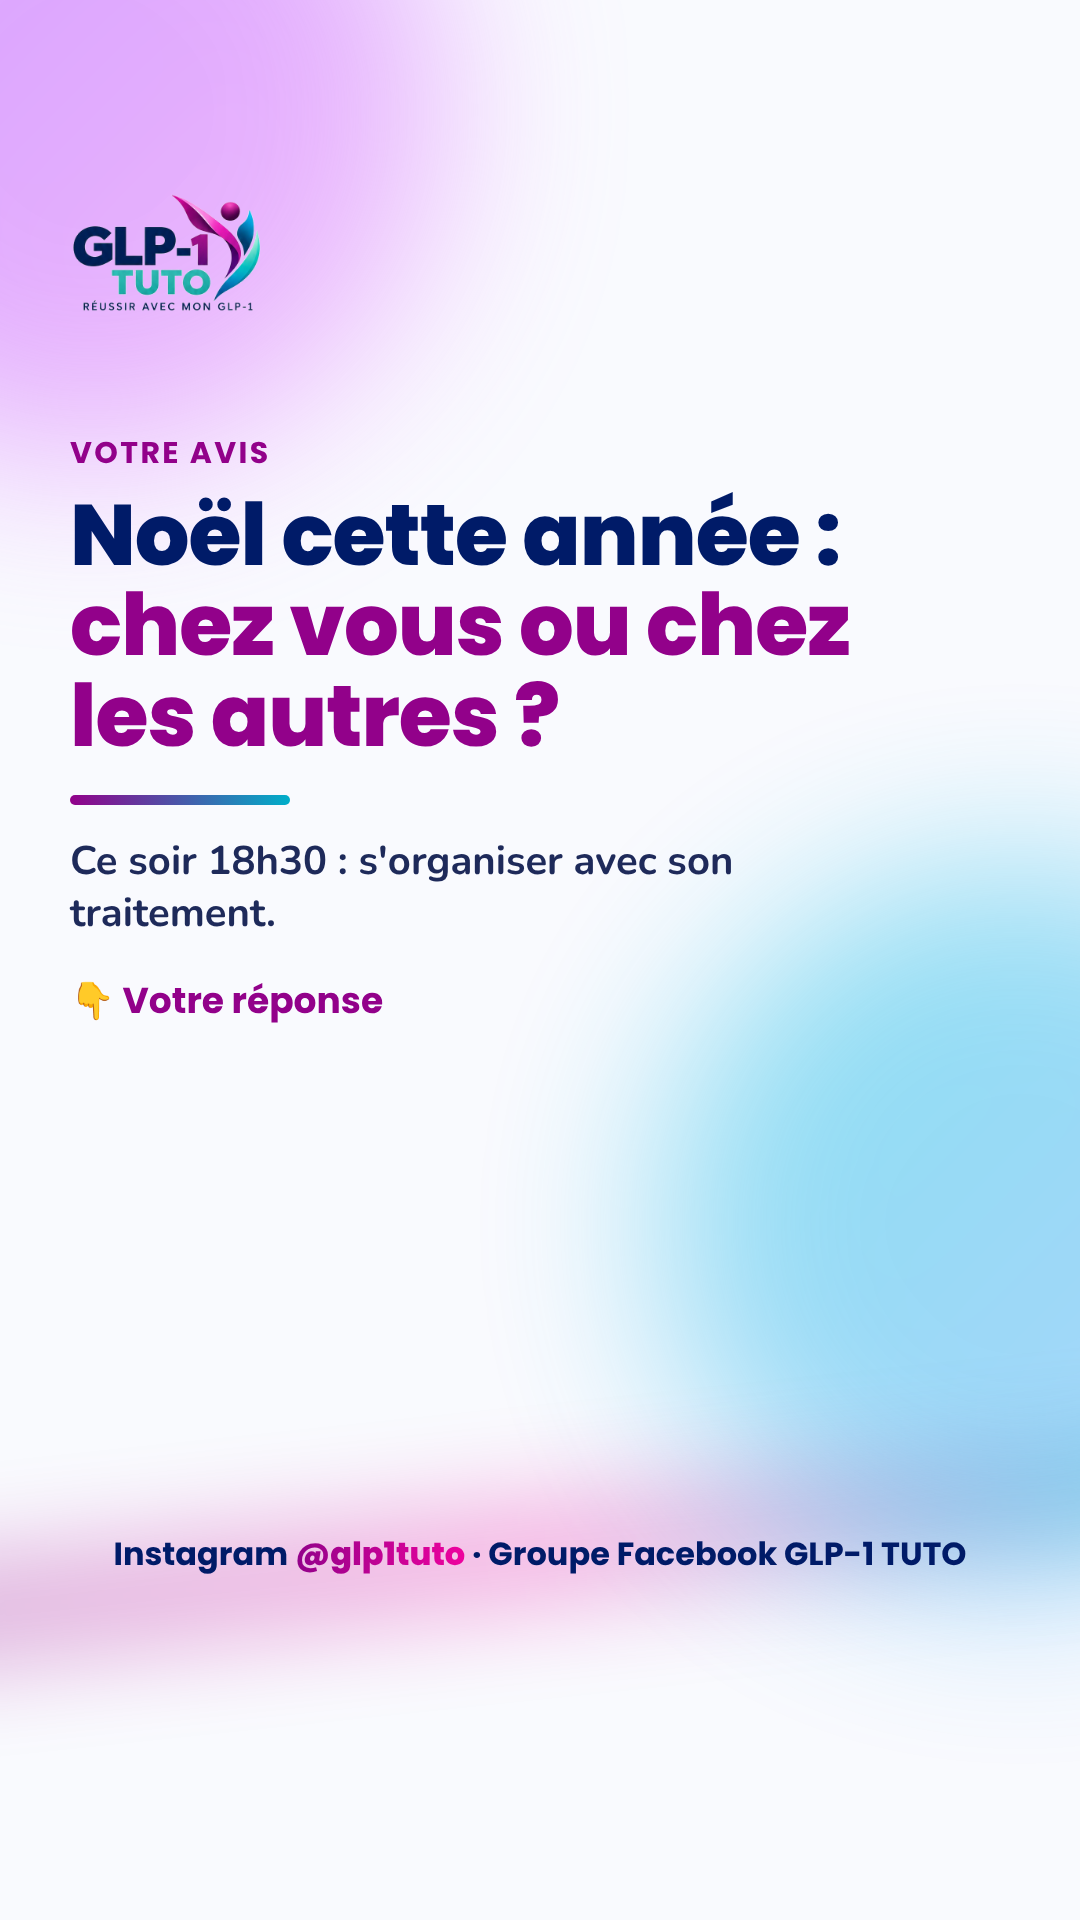 GLP-1
TUTO
RÉUSSIR AVEC MON GLP-1
VOTRE AVIS
Noël cette année :
chez vous ou chez
les autres ?
Ce soir 18h30 : s'organiser avec son
traitement.
👇 Votre réponse
Instagram @glp1tuto · Groupe Facebook GLP-1 TUTO